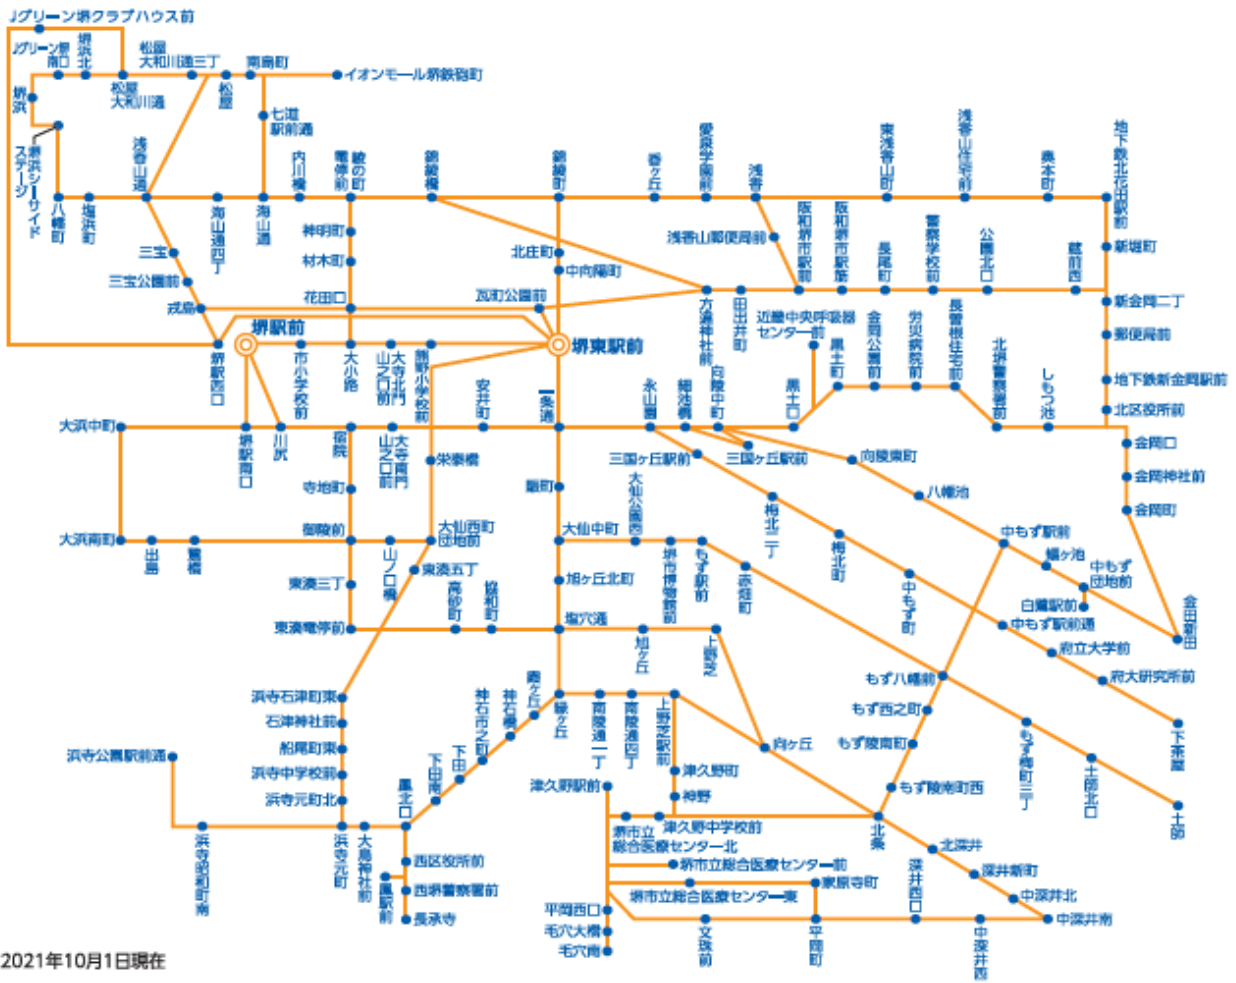 Jグリーン堺クラブハウス前
Jグリーン堺
南口
堺浜北
松屋
大和川通三丁
南島町
イオンモール堺鉄砲町
堺浜
松屋
大和川通
松屋
七道
駅前通
堺浜シーサイド
ステージ
浅香山通
内川橋
綾の町
電停前
錦綾橋
錦綾町
香ヶ丘
愛泉学園前
浅香
東浅香山町
浅香山住宅前
奥本町
地下鉄北花田駅前
八幡町
塩浜町
海山通四丁
海山通
神明町
材木町
北庄町
中向陽町
浅香山郵便局前
阪和堺市駅前
阪和堺市駅筋
長尾町
警察学校前
公園北口
蔵前西
新堀町
三宝
三宝公園前
戎島
花田口
瓦町公園前
方違神社前
田出井町
新金岡二丁
郵便局前
地下鉄新金岡駅前
北区役所前
堺駅前
堺東駅前
堺駅西口
市小学校前
大小路
大寺北門
山之口前
熊野小学校前
安井町
一条通
永山園
細池橋
向陵中町
近畿中央呼吸器
センター前
黒土口
黒土町
金岡公園前
労災病院前
長曽根住宅前
北堺警察署前
しもつ池
金岡口
金岡神社前
金岡町
大浜中町
堺駅南口
川尻
宿院
大寺南門
山之口前
栄橋橋
三国ヶ丘駅前
三国ヶ丘駅前
向陵東町
八幡池
寺地町
大仙公園西
梅北二丁
梅北町
中もず駅前
大浜南町
出島
御陵前
山ノ口橋
大仙西町
団地前
大仙中町
堺市博物館前
もず駅前
赤畑町
中もず町
中もず
団地前
白鷺駅前
金田新田
東湊三丁
東湊五丁
高砂町
協和町
旭ヶ丘北町
中もず駅前通
府立大学前
府大研究所前
東湊電停前
塩穴通
旭ヶ丘
上野芝
下茶屋
浜寺石津町東
石津神社前
船尾町東
浜寺中学校前
浜寺元町北
浜寺公園駅前通
浜寺昭和町南
浜寺元町
大鳥神社前
鳳北口
下田南
下田
神石市之町
神石橋
霞ヶ丘
緑ヶ丘
南陵通一丁
南陵通四丁
上野芝駅前
向ヶ丘
もず八幡前
もず西之町
もず陵南町
もず陵南町西
もず梅町三丁
土師北口
土師
津久野駅前
津久野町
神野
堺市立
総合医療センター北
津久野中学校前
北条
北深井
深井新町
中深井北
中深井南
西区役所前
鳳駅前
西堺警察署前
長承寺
堺市立総合医療センター前
堺市立総合医療センター東
家原寺町
深井西口
平岡西口
毛穴大橋
毛穴南
文珠前
平岡町
中深井西
2021年10月1日現在